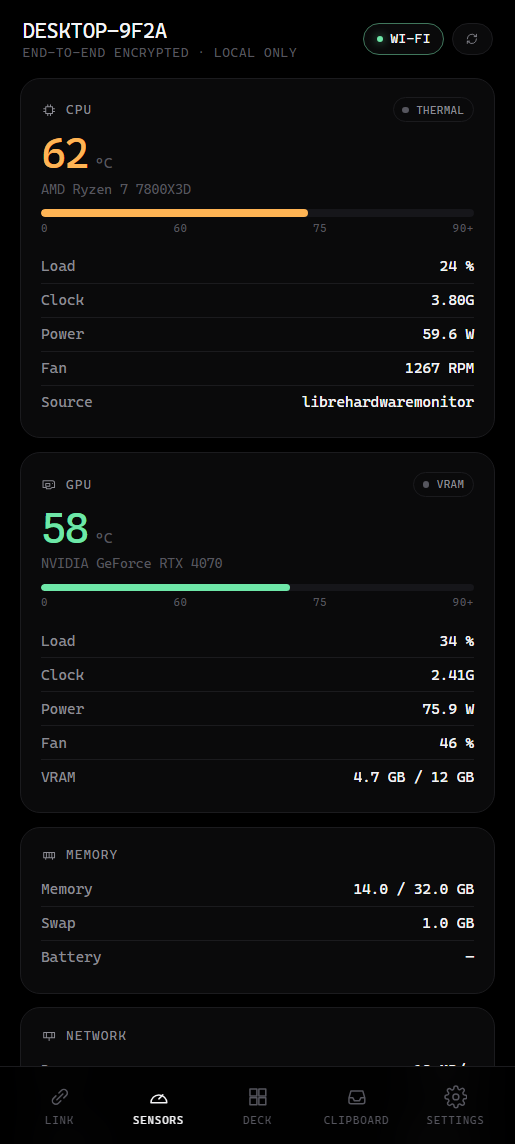 DESKTOP-9F2A
END-TO-END ENCRYPTED · LOCAL ONLY
WI-FI
CPU
THERMAL
62 °C
AMD Ryzen 7 7800X3D
0 60 75 90+
Load 24 %
Clock 3.80G
Power 59.6 W
Fan 1267 RPM
Source librehardwaremonitor
GPU
VRAM
58 °C
NVIDIA GeForce RTX 4070
0 60 75 90+
Load 34 %
Clock 2.41G
Power 75.9 W
Fan 46 %
VRAM 4.7 GB / 12 GB
MEMORY
Memory 14.0 / 32.0 GB
Swap 1.0 GB
Battery —
NETWORK
LINK SENSORS DECK CLIPBOARD SETTINGS